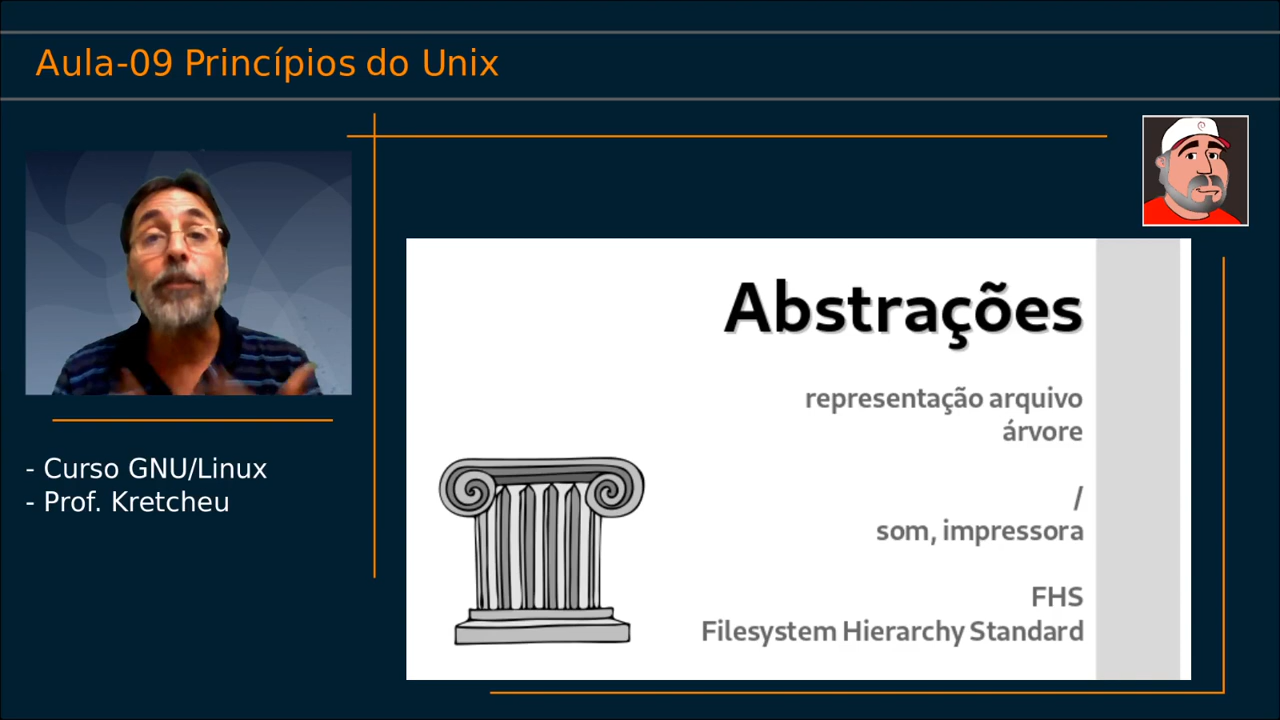 Aula-09 Princípios do Unix
- Curso GNU/Linux
- Prof. Kretcheu
Abstrações
representação arquivo
árvore
/
som, impressora
FHS
Filesystem Hierarchy Standard